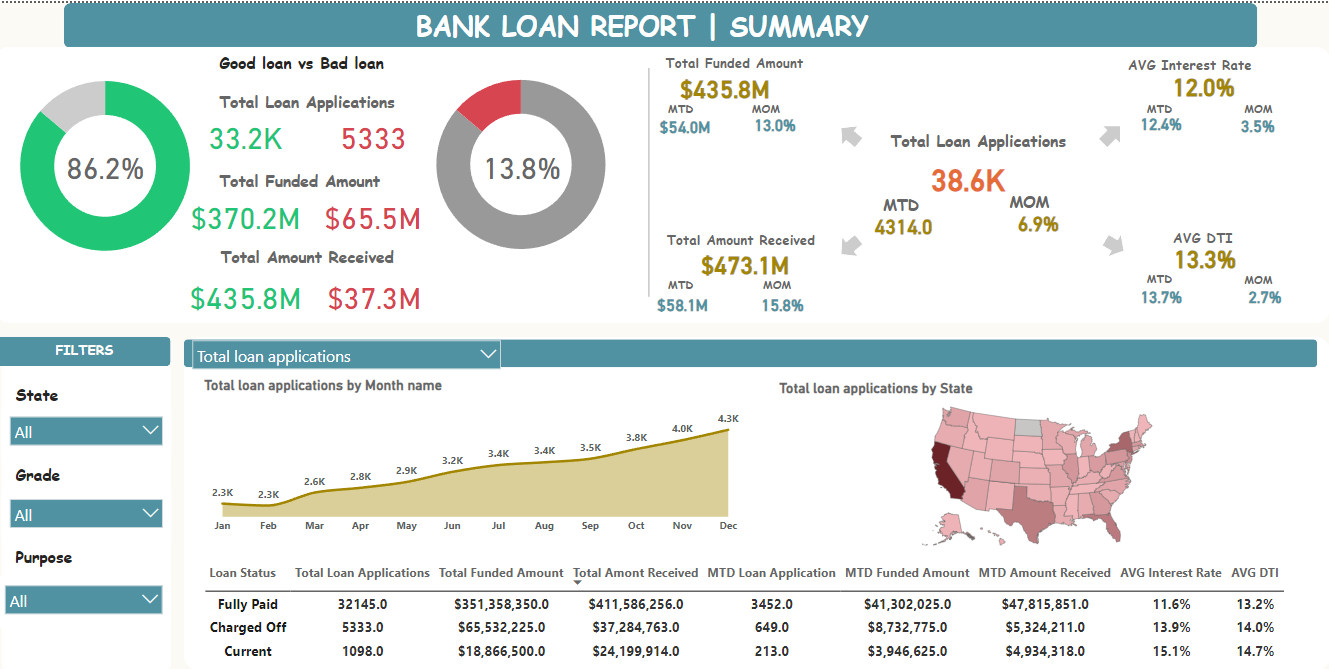 BANK LOAN REPORT | SUMMARY
Good loan vs Bad loan
Total Loan Applications
33.2K 5333
86.2%
13.8%
Total Funded Amount
$370.2M $65.5M
Total Amount Received
$435.8M $37.3M
Total Funded Amount
$435.8M
MTD MOM
$54.0M 13.0%
AVG Interest Rate
12.0%
MTD MOM
12.4% 3.5%
Total Loan Applications
38.6K
MTD MOM
4314.0 6.9%
Total Amount Received
$473.1M
MTD MOM
$58.1M 15.8%
AVG DTI
13.3%
MTD MOM
13.7% 2.7%
FILTERS
State
All
Grade
All
Purpose
All
Total loan applications
Total loan applications by Month name
2.3K 2.3K 2.6K 2.8K 2.9K 3.2K 3.4K 3.4K 3.5K 3.8K 4.0K 4.3K
Jan Feb Mar Apr May Jun Jul Aug Sep Oct Nov Dec
Total loan applications by State
Loan Status Total Loan Applications Total Funded Amount Total Amont Received MTD Loan Application MTD Funded Amount MTD Amount Received AVG Interest Rate AVG DTI
Fully Paid 32145.0 $351,358,350.0 $411,586,256.0 3452.0 $41,302,025.0 $47,815,851.0 11.6% 13.2%
Charged Off 5333.0 $65,532,225.0 $37,284,763.0 649.0 $8,732,775.0 $5,324,211.0 13.9% 14.0%
Current 1098.0 $18,866,500.0 $24,199,914.0 213.0 $3,946,625.0 $4,934,318.0 15.1% 14.7%